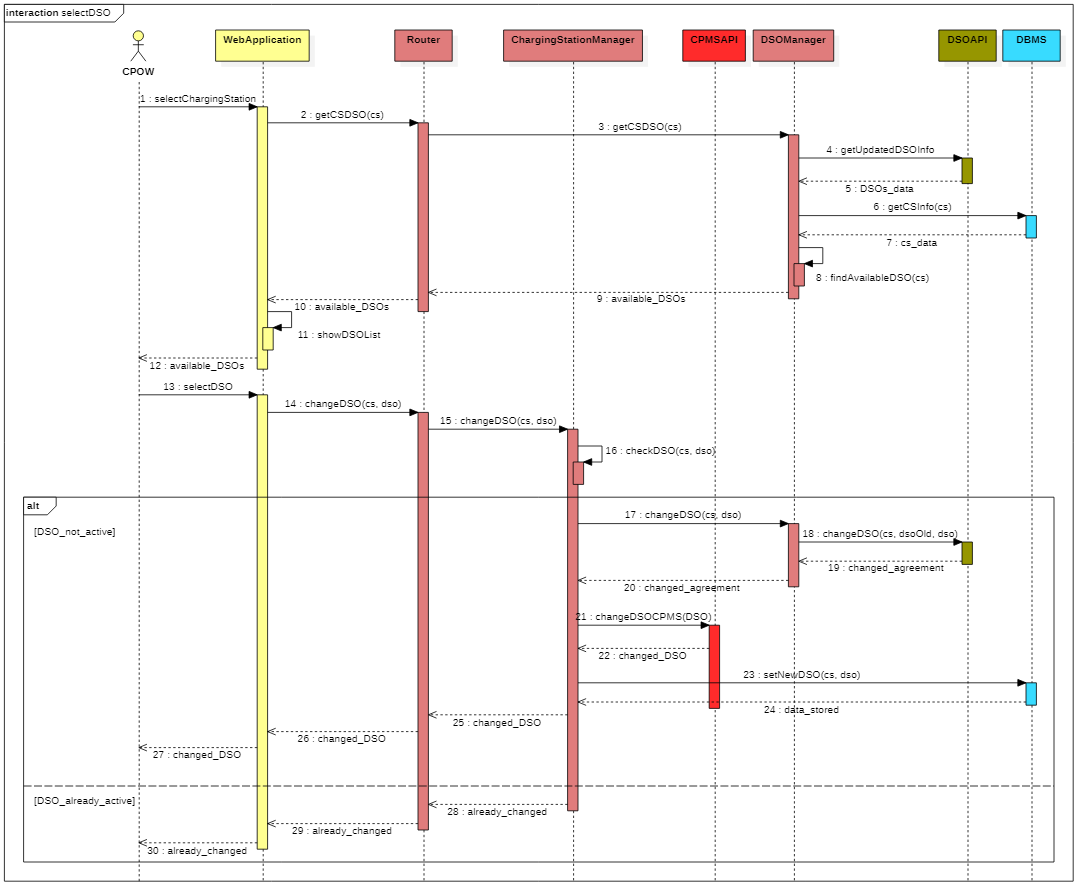 interaction selectDSO
CPOW
WebApplication
Router
ChargingStationManager
CPMSAPI
DSOManager
DSOAPI
DBMS
1 : selectChargingStation
2 : getCSDSO(cs)
3 : getCSDSO(cs)
4 : getUpdatedDSOInfo
5 : DSOs_data
6 : getCSInfo(cs)
7 : cs_data
8 : findAvailableDSO(cs)
9 : available_DSOs
10 : available_DSOs
11 : showDSOList
12 : available_DSOs
13 : selectDSO
14 : changeDSO(cs, dso)
15 : changeDSO(cs, dso)
16 : checkDSO(cs, dso)
alt
[DSO_not_active]
17 : changeDSO(cs, dso)
18 : changeDSO(cs, dsoOld, dso)
19 : changed_agreement
20 : changed_agreement
21 : changeDSOCPMS(DSO)
22 : changed_DSO
23 : setNewDSO(cs, dso)
24 : data_stored
25 : changed_DSO
26 : changed_DSO
27 : changed_DSO
[DSO_already_active]
28 : already_changed
29 : already_changed
30 : already_changed